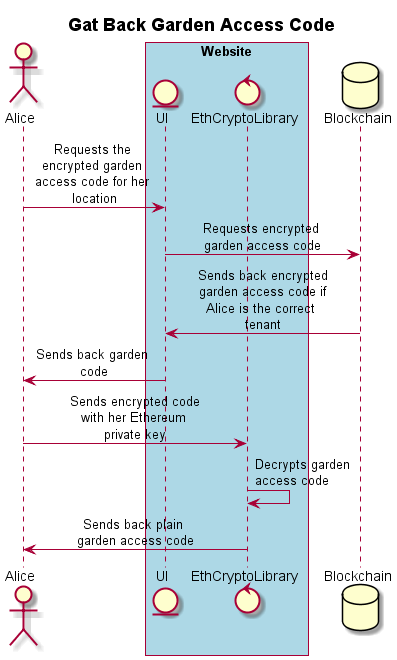 Gat Back Garden Access Code
Website
Alice
UI
EthCryptoLibrary
Blockchain
Requests the
encrypted garden
access code for her
location
Requests encrypted
garden access code
Sends back encrypted
garden access code if
Alice is the correct
tenant
Sends back garden
code
Sends encrypted code
with her Ethereum
private key
Decrypts garden
access code
Sends back plain
garden access code
Alice
UI
EthCryptoLibrary
Blockchain